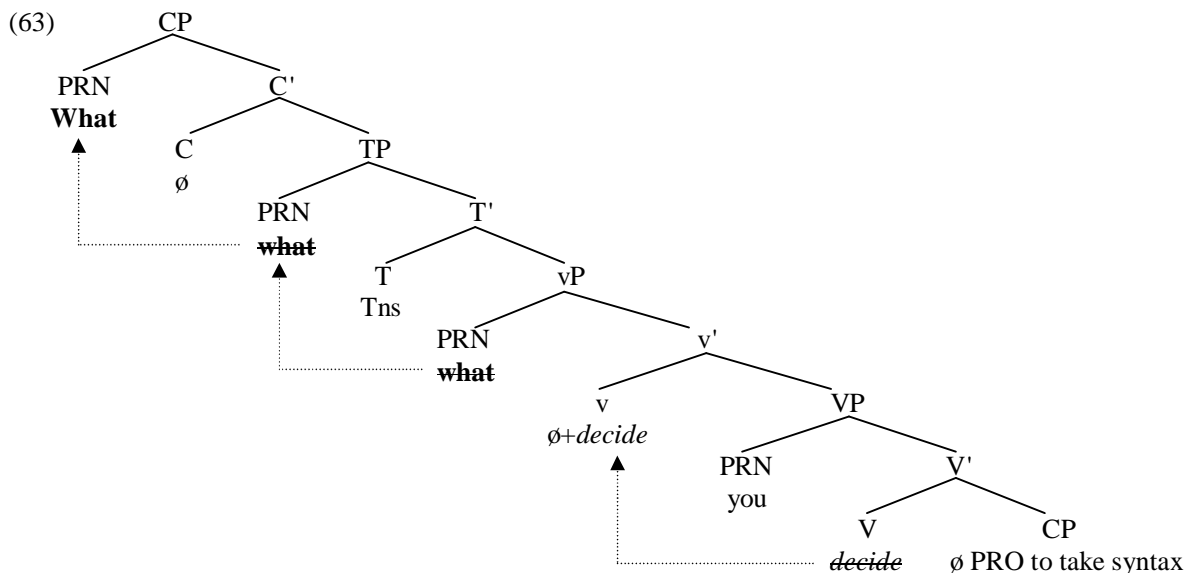 (63) CP
PRN C'
What
C TP
ø
PRN T'
what
T vP
Tns
PRN v'
what
v VP
ø+decide
PRN V'
you
V CP
decide ø PRO to take syntax